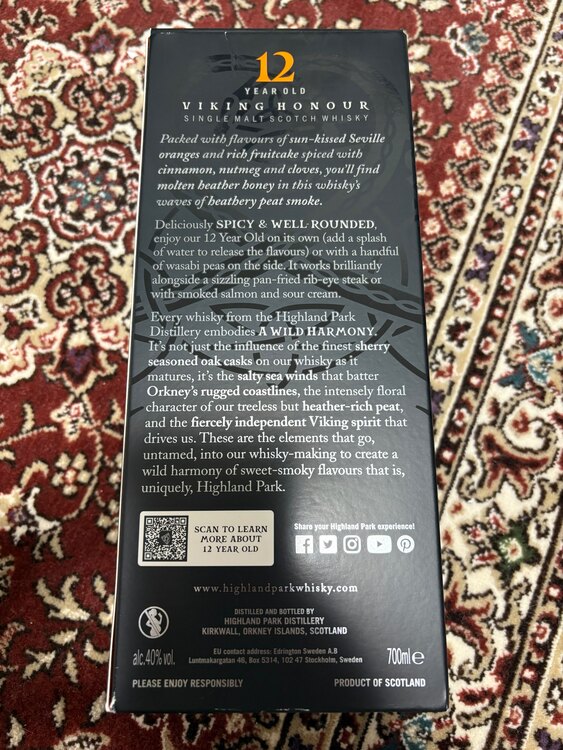 12
YEAR OLD
VIKING HONOUR
SINGLE MALT SCOTCH WHISKY
Packed with flavours of sun-kissed Seville
oranges and rich fruitcake spiced with
cinnamon, nutmeg and cloves, you'll find
molten heather honey in this whisky's
waves of heathery peat smoke.
Deliciously SPICY & WELL-ROUNDED,
enjoy our 12 Year Old on its own (add a splash
of water to release the flavours) or with a handful
of wasabi peas on the side. It works brilliantly
alongside a sizzling pan-fried rib-eye steak or
with smoked salmon and sour cream.
Every whisky from the Highland Park
Distillery embodies A WILD HARMONY.
It's not just the influence of the finest sherry
seasoned oak casks on our whisky as it
matures, it's the salty sea winds that batter
Orkney's rugged coastlines, the intensely floral
character of our treeless but heather-rich peat,
and the fiercely independent Viking spirit that
drives us. These are the elements that go,
untamed, into our whisky-making to create a
wild harmony of sweet-smoky flavours that is,
uniquely, Highland Park.
SCAN TO LEARN
MORE ABOUT
12 YEAR OLD
Share your Highland Park experience!
www.highlandparkwhisky.com
DISTILLED AND BOTTLED BY
HIGHLAND PARK DISTILLERY
KIRKWALL, ORKNEY ISLANDS, SCOTLAND
alc.40% vol.
EU contact address: Edrington Sweden A.B
Luntmakargatan 46, Box 5314, 102 47 Stockholm, Sweden
700ml e
PLEASE ENJOY RESPONSIBLY
PRODUCT OF SCOTLAND